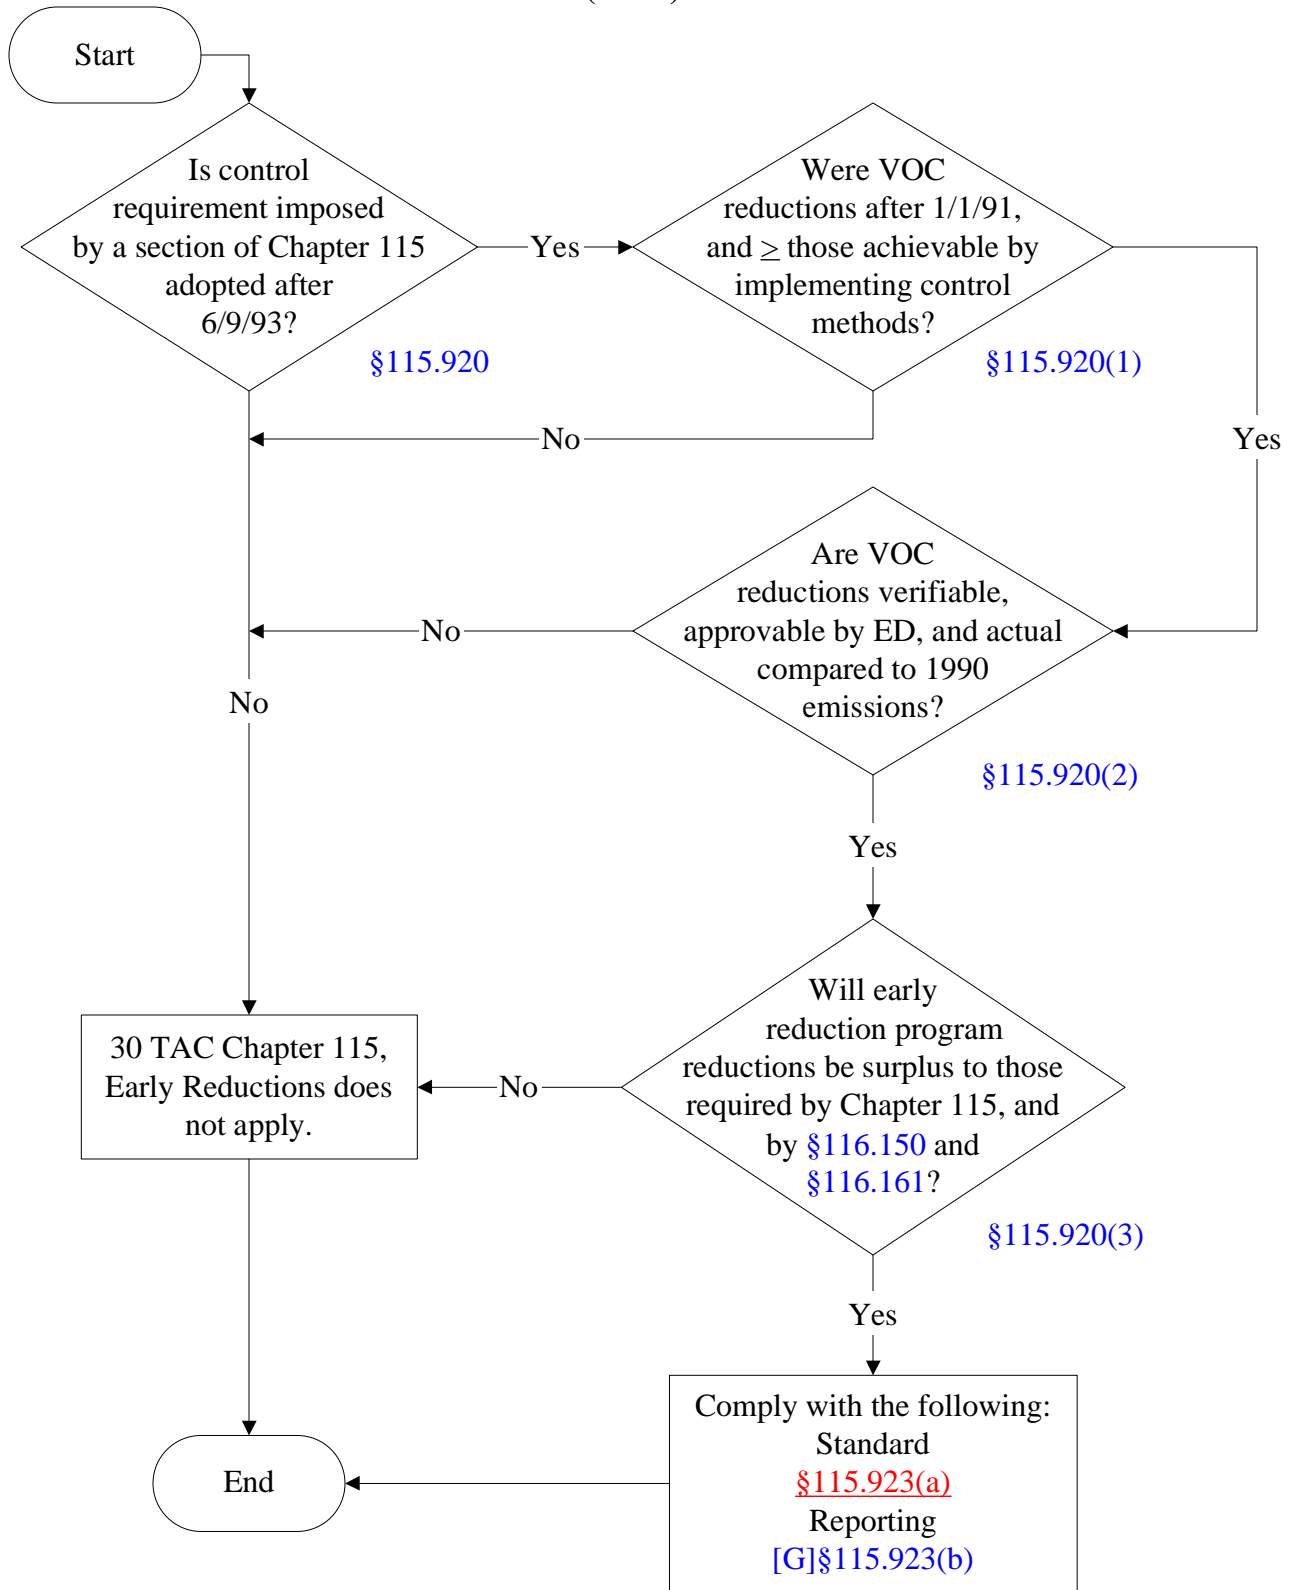 Start
Is control
requirement imposed
by a section of Chapter 115
adopted after
6/9/93?
§115.920
Yes
Were VOC
reductions after 1/1/91,
and ≥ those achievable by
implementing control
methods?
§115.920(1)
No
Yes
Are VOC
reductions verifiable,
approvable by ED, and actual
compared to 1990
emissions?
§115.920(2)
No
No
Yes
Will early
reduction program
reductions be surplus to those
required by Chapter 115, and
by §116.150 and
§116.161?
§115.920(3)
No
30 TAC Chapter 115,
Early Reductions does
not apply.
Yes
Comply with the following:
Standard
§115.923(a)
Reporting
[G]§115.923(b)
End